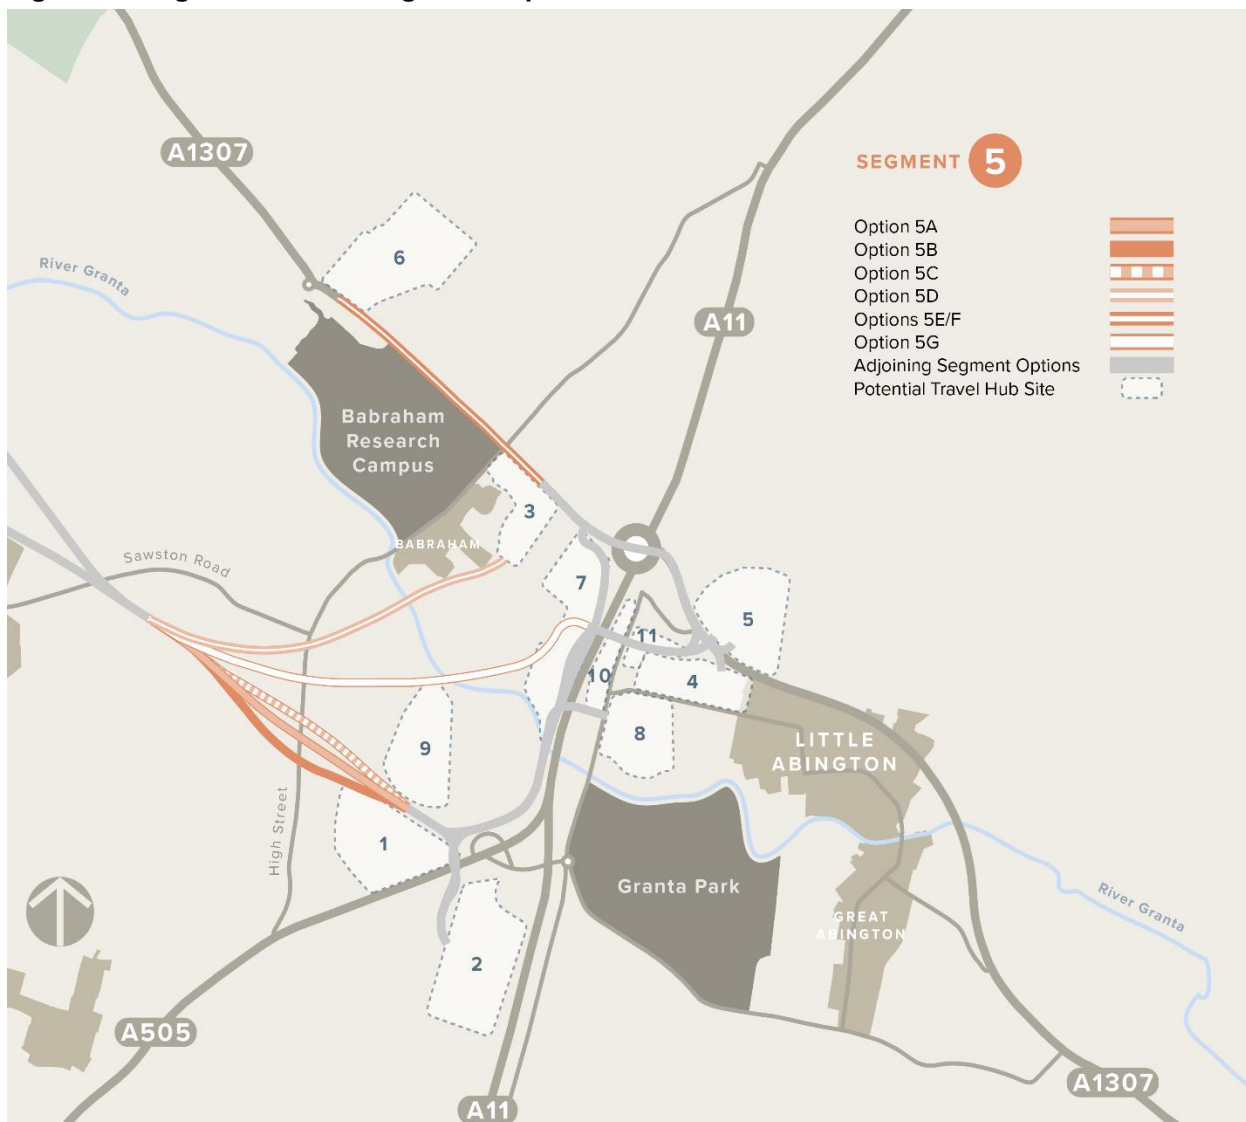 A1307
SEGMENT 5
River Granta
6
Option 5A
Option 5B
Option 5C
Option 5D
Options 5E/F
Option 5G
Adjoining Segment Options
Potential Travel Hub Site
A11
Babraham
Research
Campus
3
BABRAHAM
Sawston Road
7
5
11
10
4
8
9
LITTLE
ABINGTON
High Street
1
Granta Park
GREAT
ABINGTON
River Granta
2
A505
A11
A1307